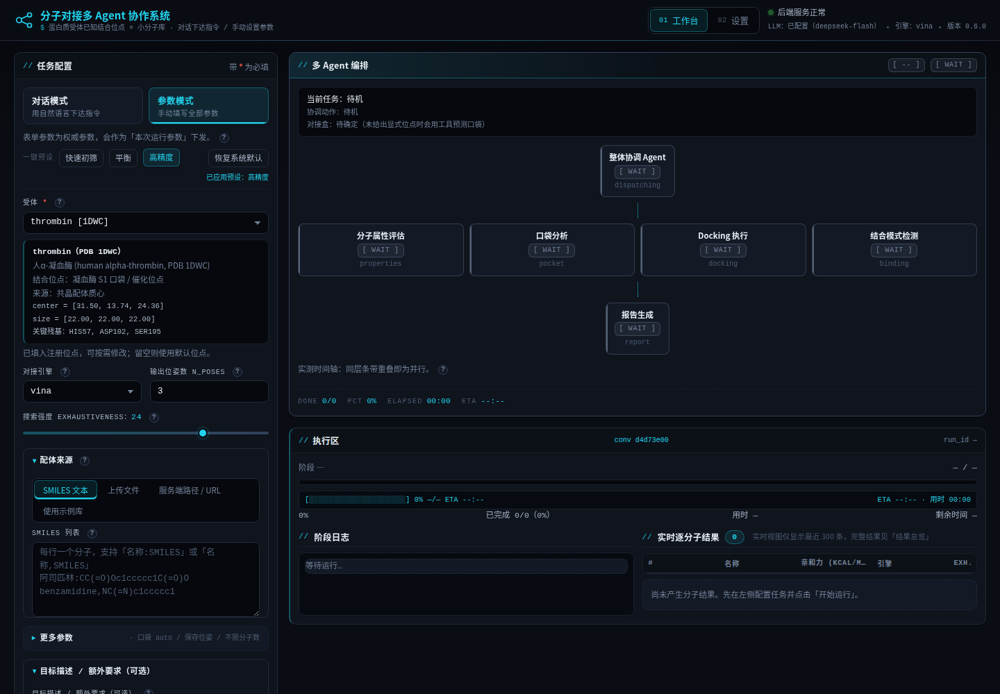 分子对接多 Agent 协作系统
$ 蛋白质受体已知结合位点 × 小分子库 · 对话下达指令 / 手动设置参数
01 工作台
02 设置
后端服务正常
LLM: 已配置 (deepseek-flash) · 引擎: vina · 版本 0.6.0
// 任务配置
带 * 为必填
对话模式
用自然语言下达指令
参数模式
手动填写全部参数
表单参数为权威参数，会作为「本次运行参数」下发。 ?
一键预设
快速初筛
平衡
高精度
恢复系统默认
已应用预设: 高精度
受体 * ?
thrombin [1DWC]
thrombin（PDB 1DWC）
人α-凝血酶 (human alpha-thrombin, PDB 1DWC)
结合位点：凝血酶 S1 口袋 / 催化位点
来源：共晶配体质心
center = [31.50, 13.74, 24.36]
size = [22.00, 22.00, 22.00]
关键残基: HIS57, ASP102, SER195
已填入注册位点，可按需修改；留空则使用默认位点。
对接引擎 ?
输出位姿数 N_POSES ?
vina
3
搜索强度 EXHAUSTIVENESS: 24 ?
▼ 配体来源 ?
SMILES 文本
上传文件
服务端路径 / URL
使用示例库
SMILES 列表 ?
每行一个分子，支持「名称:SMILES」或「名
称,SMILES」
阿司匹林:CC(=O)Oc1ccccc1C(=O)O
benzamidine,NC(=N)c1ccccc1
▶ 更多参数
· 口袋 auto / 保存位姿 / 不限分子数
▼ 目标描述 / 额外要求（可选）
目标描述 / 额外要求（可选） ?
// 多 Agent 编排
[ -- ]
[ WAIT ]
当前任务：待机
协调动作：待机
对接盒：待确定（未给出显式位点时会用工具预测口袋）
整体协调 Agent
[ WAIT ]
dispatching
分子属性评估
[ WAIT ]
properties
口袋分析
[ WAIT ]
pocket
Docking 执行
[ WAIT ]
docking
结合模式检测
[ WAIT ]
binding
报告生成
[ WAIT ]
report
实测时间轴：同层条带重叠即为并行。 ?
DONE 0/0 PCT 0% ELAPSED 00:00 ETA --:--
// 执行区
conv d4d73e00
run_id —
阶段 —
— / —
[░░░░░░░░░░░░░░░░░░░░░░░░] 0% —/— ETA --:--
ETA --:-- · 用时 00:00
0%
已完成 0/0（0%）
用时 —
剩余时间 —
// 阶段日志
等待运行…
// 实时逐分子结果
0
实时视图仅显示最近 300 条，完整结果见「结果总览」
# 名称 亲和力 (KCAL/M… 引擎 EXH.
尚未产生分子结果。先在左侧配置任务并点击「开始运行」。